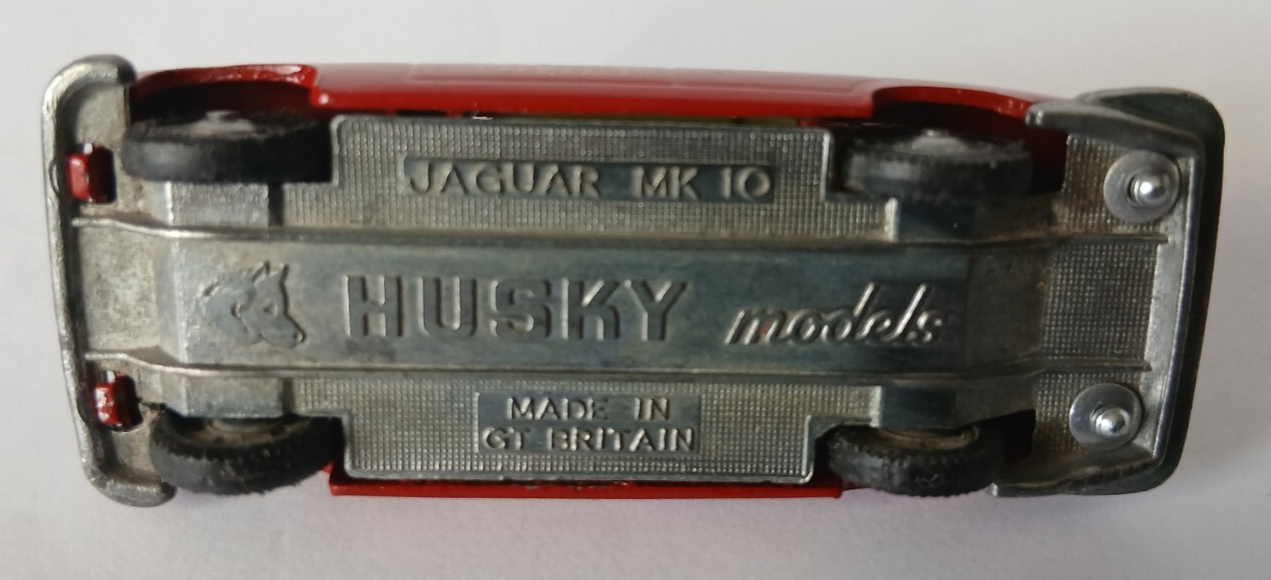 JAGUAR MK 10
HUSKY models
MADE IN
GT BRITAIN